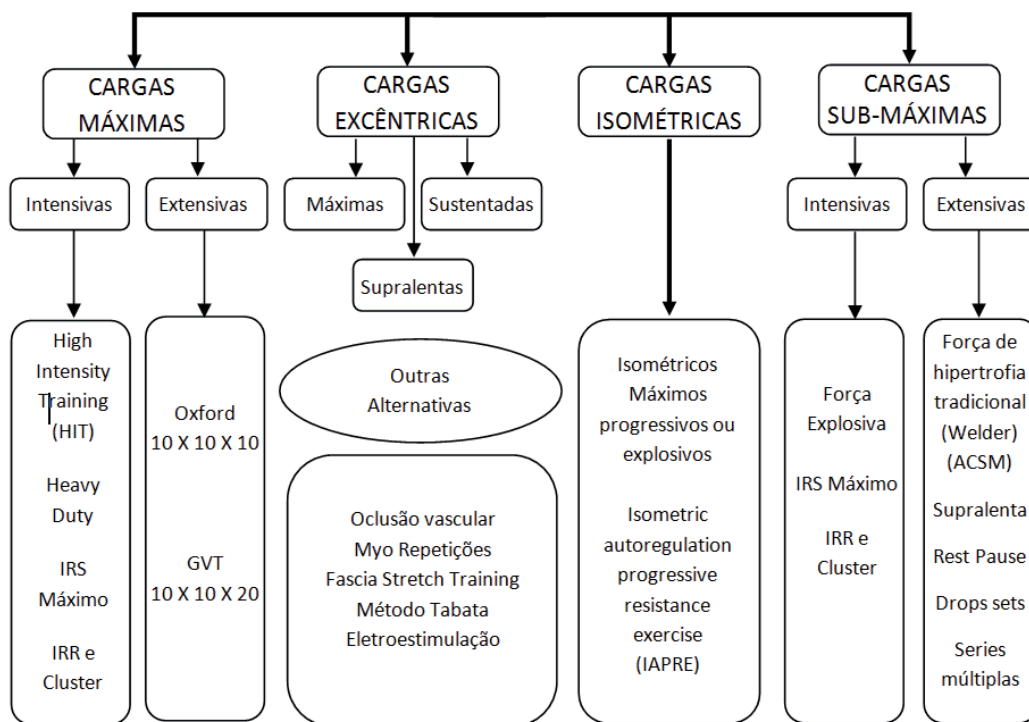 CARGAS
MÁXIMAS
CARGAS
EXCÊNTRICAS
CARGAS
ISOMÉTRICAS
CARGAS
SUB-MÁXIMAS
Intensivas
Extensivas
Máximas
Sustentadas
Supralentas
Intensivas
Extensivas
High
Intensity
Training
(HIT)
Heavy
Duty
IRS
Máximo
IRR e
Cluster
Oxford
10 X 10 X 10
GVT
10 X 10 X 20
Outras
Alternativas
Oclusão vascular
Myo Repetições
Fascia Stretch Training
Método Tabata
Eletroestimulação
Isométricos
Máximos
progressivos ou
explosivos
Isometric
autoregulation
progressive
resistance
exercise
(IAPRE)
Força
Explosiva
IRS Máximo
IRR e
Cluster
Força de
hipertrofia
tradicional
(Welder)
(ACSM)
Supralenta
Rest Pause
Drops sets
Series
múltiplas